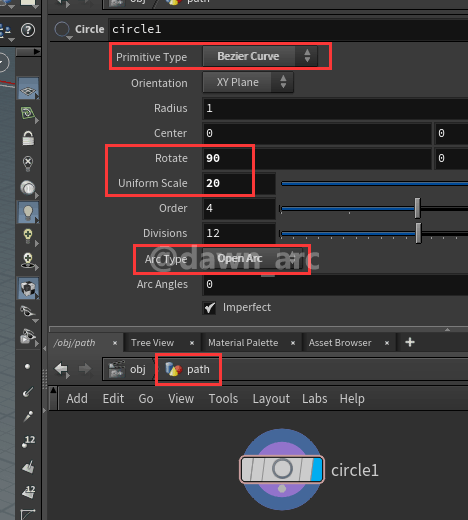 obj path
Circle circle1
Primitive Type Bezier Curve
Orientation XY Plane
Radius 1
Center 0 0
Rotate 90 0
Uniform Scale 20
Order 4
Divisions 12
Arc Type Open Arc
@dawn_arc
Arc Angles 0
Imperfect
/obj/path Tree View Material Palette Asset Browser
obj path
Add Edit Go View Tools Layout Labs Help
12
circle1
12